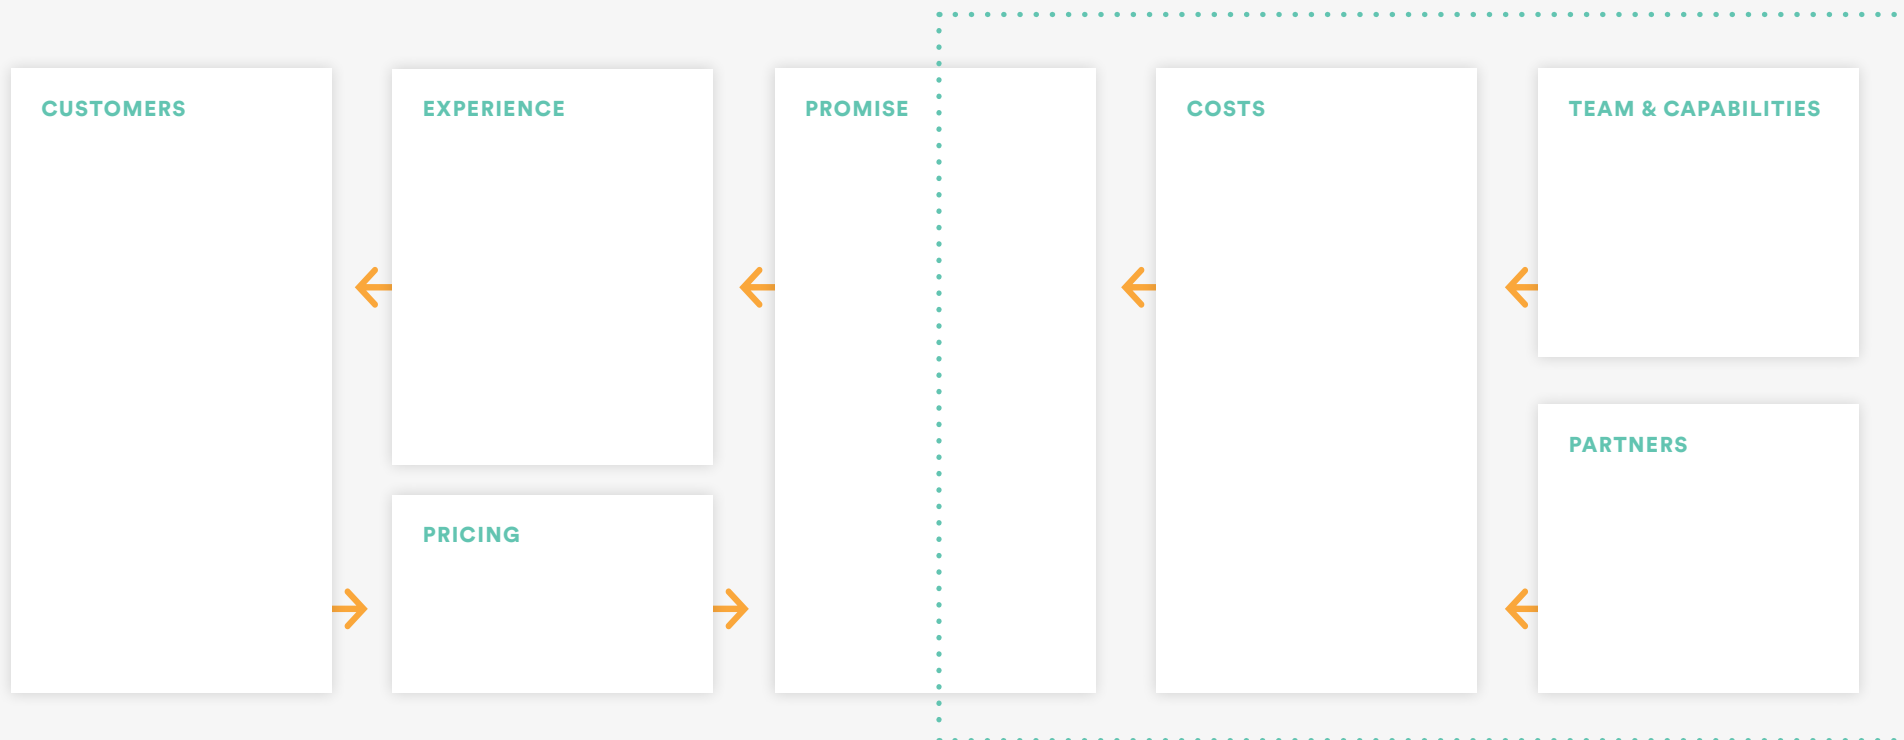 CUSTOMERS
EXPERIENCE
PRICING
PROMISE
COSTS
TEAM & CAPABILITIES
PARTNERS